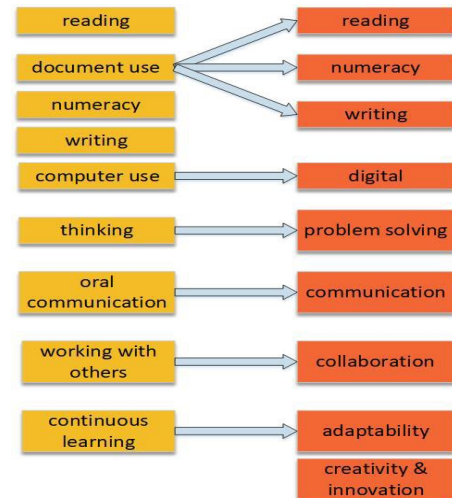 reading
document use
numeracy
writing
computer use
thinking
oral
communication
working with
others
continuous
learning
reading
numeracy
writing
digital
problem solving
communication
collaboration
adaptability
creativity &
innovation